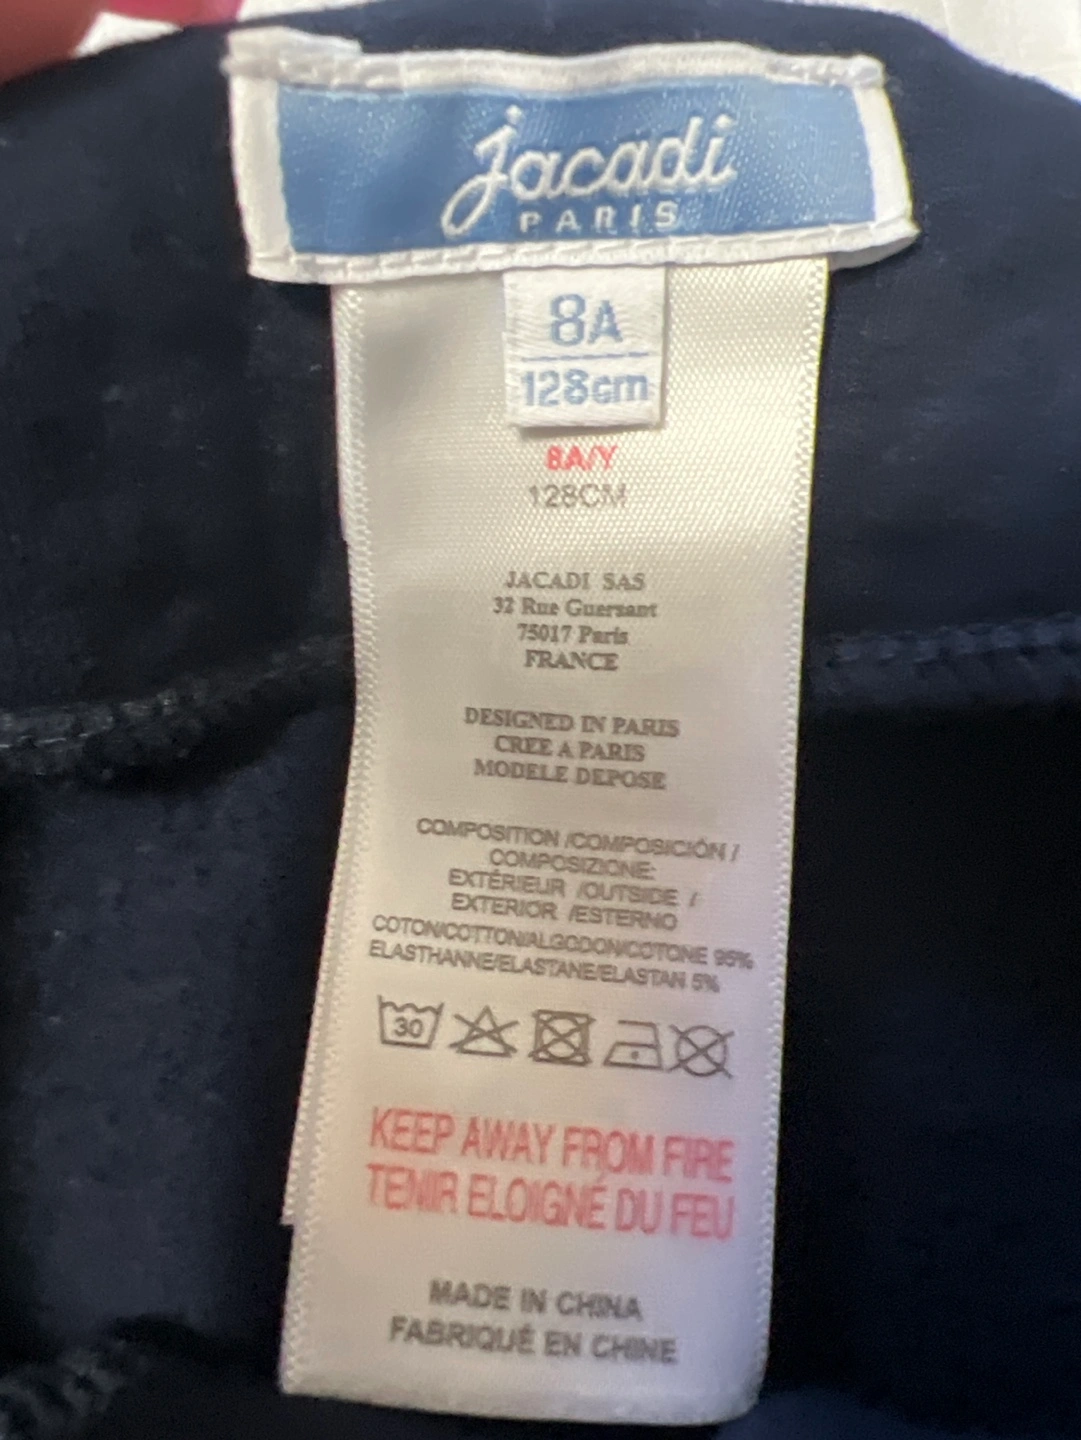 jacadi
PARIS
8A
128cm
8A/Y
128CM
JACADI SAS
32 Rue Guersant
75017 Paris
FRANCE
DESIGNED IN PARIS
CREE A PARIS
MODELE DEPOSE
COMPOSITION /COMPOSICIÓN /
COMPOSIZIONE:
EXTÉRIEUR /OUTSIDE /
EXTERIOR /ESTERNO
COTON/COTTON/ALGODON/COTONE 95%
ELASTHANNE/ELASTANE/ELASTAN 5%
30
KEEP AWAY FROM FIRE
TENIR ELOIGNÉ DU FEU
MADE IN CHINA
FABRIQUÉ EN CHINE